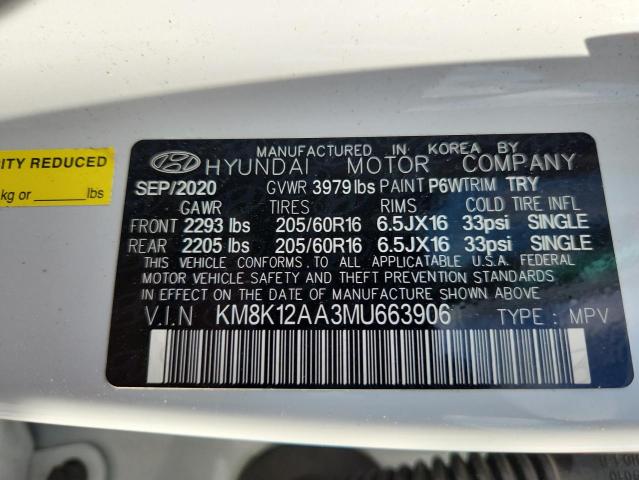 CITY REDUCED
kg or ______ lbs
MANUFACTURED IN KOREA BY
HYUNDAI MOTOR COMPANY
SEP/2020 GVWR 3979 lbs PAINT P6W TRIM TRY
GAWR TIRES RIMS COLD TIRE INFL
FRONT 2293 lbs 205/60R16 6.5JX16 33psi SINGLE
REAR 2205 lbs 205/60R16 6.5JX16 33psi SINGLE
THIS VEHICLE CONFORMS TO ALL APPLICABLE U.S.A. FEDERAL
MOTOR VEHICLE SAFETY AND THEFT PREVENTION STANDARDS
IN EFFECT ON THE DATE OF MANUFACTURE SHOWN ABOVE.
V.I.N KM8K12AA3MU663906 TYPE : MPV